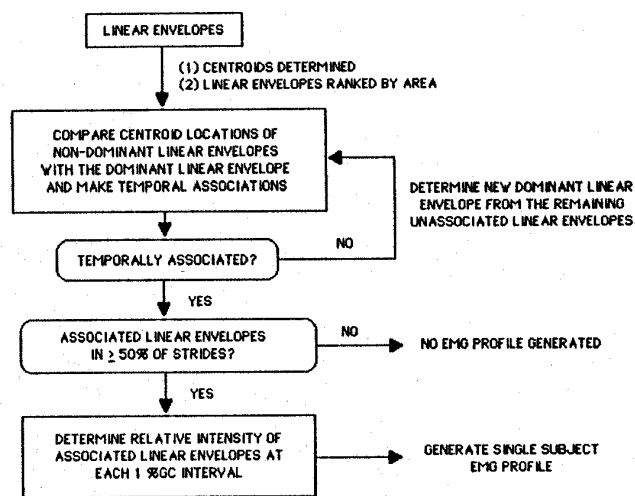 LINEAR ENVELOPES
(1) CENTROIDS DETERMINED
(2) LINEAR ENVELOPES RANKED BY AREA
COMPARE CENTROID LOCATIONS OF
NON-DOMINANT LINEAR ENVELOPES
WITH THE DOMINANT LINEAR ENVELOPE
AND MAKE TEMPORAL ASSOCIATIONS
DETERMINE NEW DOMINANT LINEAR
ENVELOPE FROM THE REMAINING
UNASSOCIATED LINEAR ENVELOPES
NO
TEMPORALLY ASSOCIATED?
YES
ASSOCIATED LINEAR ENVELOPES
IN ≥ 50% OF STRIDES?
NO
NO EMG PROFILE GENERATED
YES
DETERMINE RELATIVE INTENSITY OF
ASSOCIATED LINEAR ENVELOPES AT
EACH 1 %GC INTERVAL
GENERATE SINGLE SUBJECT
EMG PROFILE